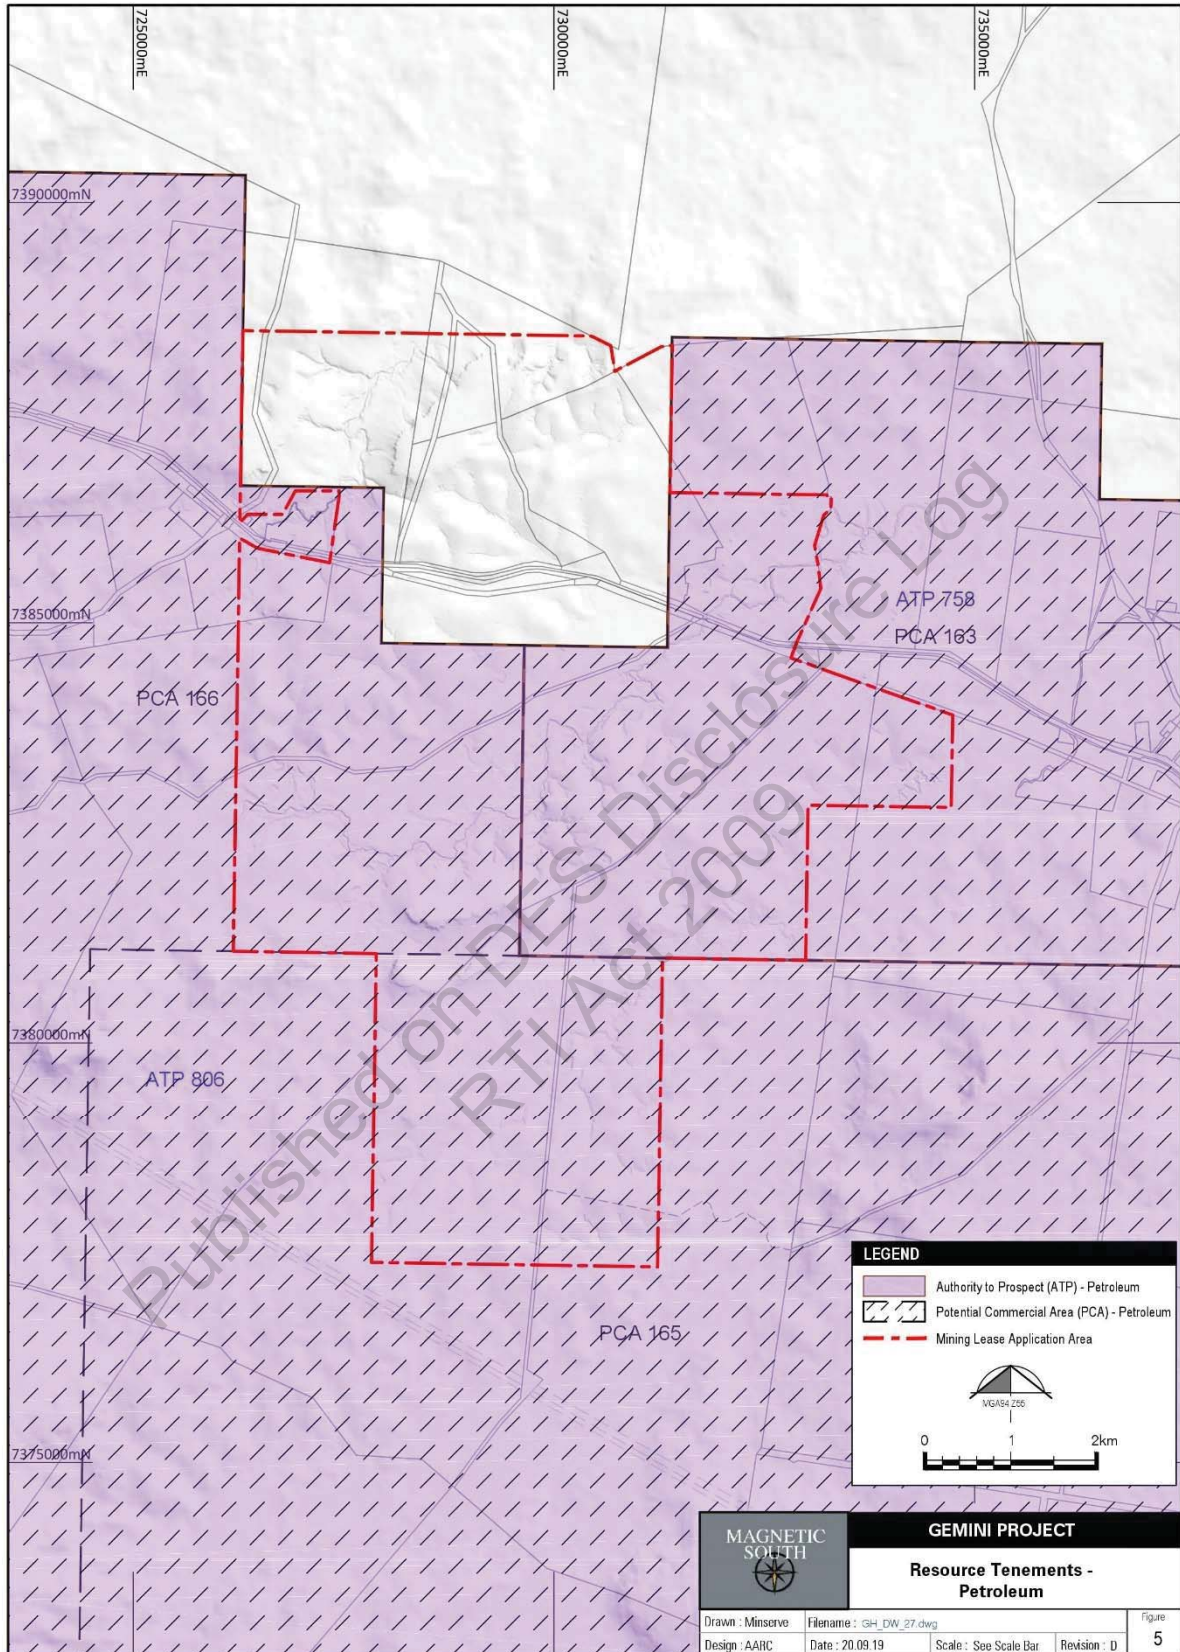 725000mE
730000mE
735000mE
7390000mN
7385000mN
ATP 758
PCA 163
PCA 166
7380000mN
ATP 806
PCA 165
7375000mN
Published on DES Disclosure Log
RTI Act 2009
LEGEND
Authority to Prospect (ATP) - Petroleum
Potential Commercial Area (PCA) - Petroleum
Mining Lease Application Area
MGA94 Z55
0 1 2km
MAGNETIC
SOUTH
GEMINI PROJECT
Resource Tenements -
Petroleum
Drawn : Minserve Filename : GH_DW_27.dwg
Design : AARC Date : 20.09.19 Scale : See Scale Bar Revision : D
Figure
5